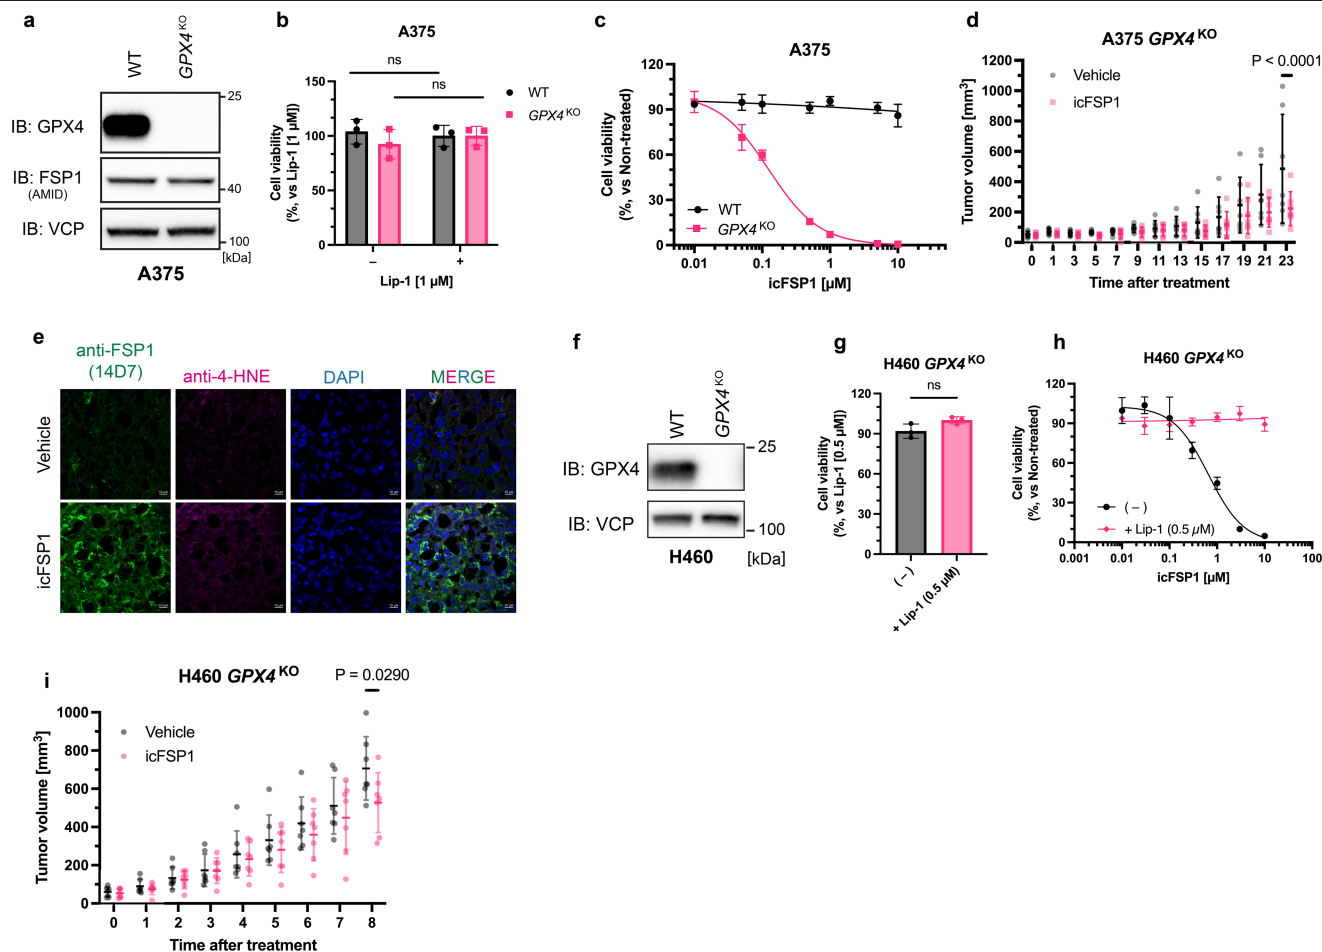 a
WT
GPX4 KO
25
IB: GPX4
IB: FSP1
(AMID)
40
IB: VCP
100
[kDa]
A375
b
A375
ns
ns
WT
GPX4 KO
Cell viability
(%, vs Lip-1 [1 µM])
150
100
50
0
–
+
Lip-1 [1 µM]
c
A375
Cell viability
(%, vs Non-treated)
120
90
60
30
0
WT
GPX4 KO
0.01
0.1
1
10
icFSP1 [µM]
d
A375 GPX4 KO
P < 0.0001
Vehicle
icFSP1
Tumor volume [mm3]
1200
1000
800
600
400
200
0
0 1 3 5 7 9 11 13 15 17 19 21 23
Time after treatment
e
anti-FSP1
(14D7)
anti-4-HNE
DAPI
MERGE
Vehicle
icFSP1
f
WT
GPX4 KO
25
IB: GPX4
IB: VCP
100
H460
[kDa]
g
H460 GPX4 KO
ns
Cell viability
(%, vs Lip-1 [0.5 µM])
120
90
60
30
0
( – )
+ Lip-1 (0.5 µM)
h
H460 GPX4 KO
Cell viability
(%, vs Non-treated)
120
90
60
30
0
( – )
+ Lip-1 (0.5 µM)
0.001
0.01
0.1
1
10
100
icFSP1 [µM]
i
H460 GPX4 KO
P = 0.0290
Vehicle
icFSP1
Tumor volume [mm3]
1000
800
600
400
200
0
0 1 2 3 4 5 6 7 8
Time after treatment